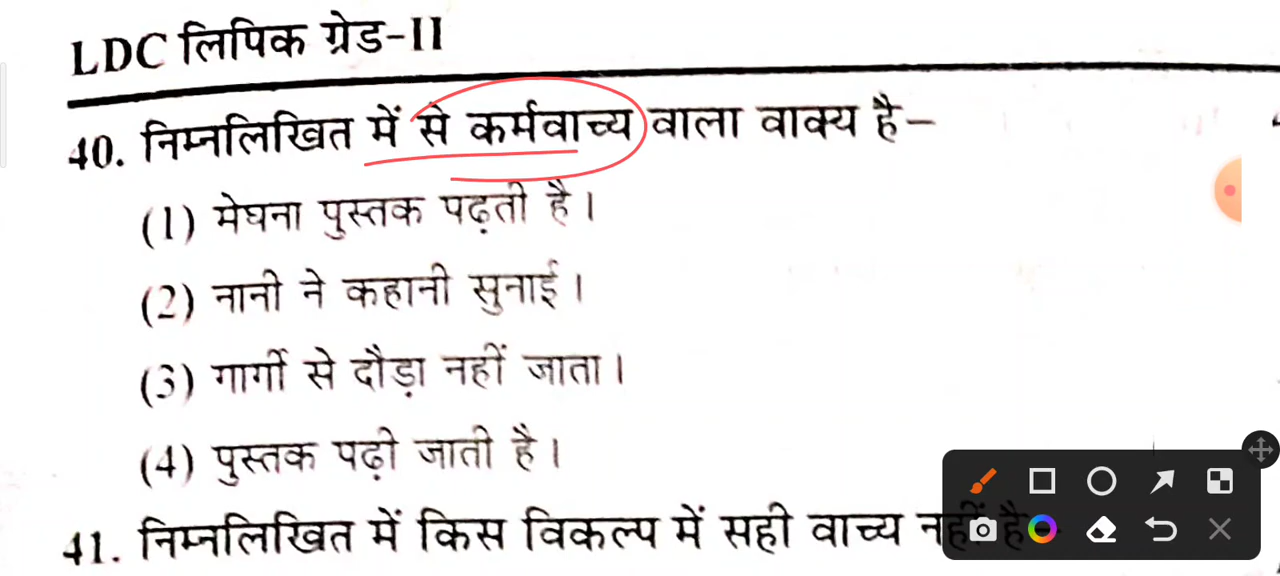 LDC लिपिक ग्रेड-II
40. निम्नलिखित में से कर्मवाच्य वाला वाक्य है–
(1) मेघना पुस्तक पढ़ती है।
(2) नानी ने कहानी सुनाई।
(3) गार्गी से दौड़ा नहीं जाता।
(4) पुस्तक पढ़ी जाती है।
41. निम्नलिखित में किस विकल्प में सही वाच्य नहीं है–